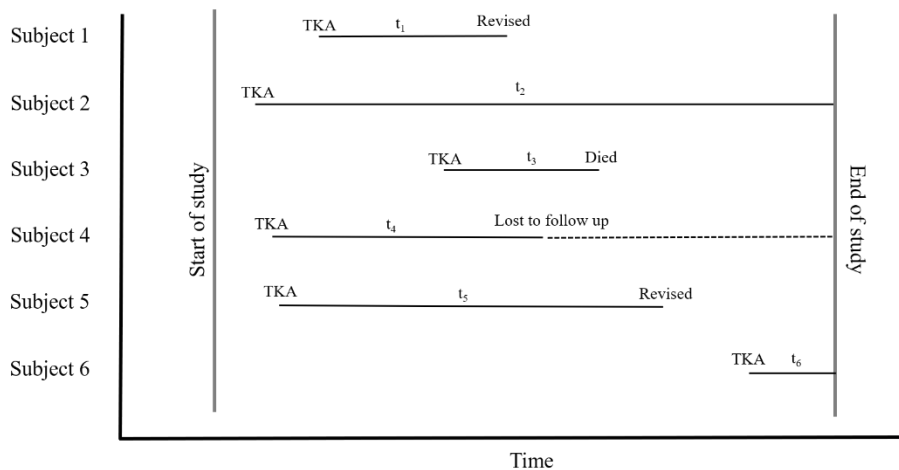 Subject 1
TKA t₁ Revised
Subject 2
TKA t₂
Subject 3
TKA t₃ Died
Subject 4
TKA t₄ Lost to follow up
Subject 5
TKA t₅ Revised
Subject 6
TKA t₆
Start of study
End of study
Time